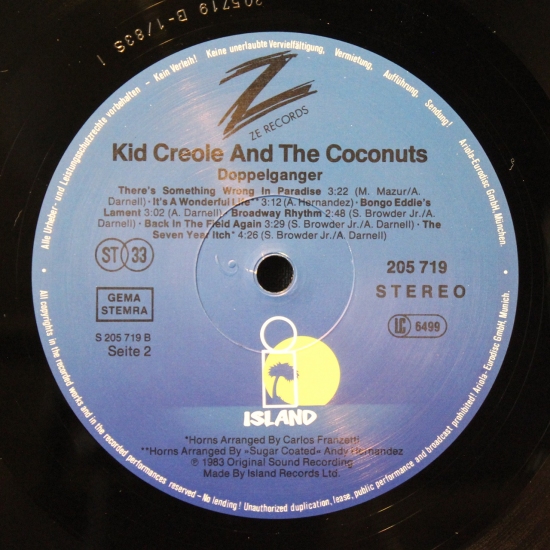 205719 B-1/83S I
Alle Urheber- und Leistungsschutzrechte vorbehalten - Kein Verleih! Keine unerlaubte Vervielfältigung, Vermietung, Aufführung, Sendung! Ariola-Eurodisc GmbH, München.
Z
ZE RECORDS
Kid Creole And The Coconuts
Doppelganger
There's Something Wrong In Paradise 3:22 (M. Mazur/A.
Darnell) · It's A Wonderful Life** 3:12 (A. Hernandez) · Bongo Eddie's
Lament 3:02 (A. Darnell) · Broadway Rhythm 2:48 (S. Browder Jr./A.
Darnell) · Back In The Field Again 3:29 (S. Browder Jr./A. Darnell) · The
Seven Year Itch* 4:26 (S. Browder Jr./A. Darnell)
ST 33
205 719
STEREO
GEMA
STEMRA
LC 6499
S 205 719 B
Seite 2
ISLAND
*Horns Arranged By Carlos Franzetti
**Horns Arranged By »Sugar Coated« Andy Hernandez
℗ 1983 Original Sound Recording
Made By Island Records Ltd.
All copyrights in the recorded works and in the recorded performances reserved - No lending! Unauthorized duplication, lease, public performance and broadcast prohibited! Ariola-Eurodisc GmbH, Munich.